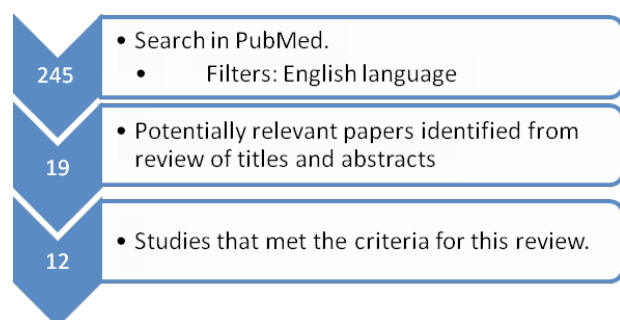 245
• Search in PubMed.
• Filters: English language
19
• Potentially relevant papers identified from
review of titles and abstracts
12
• Studies that met the criteria for this review.